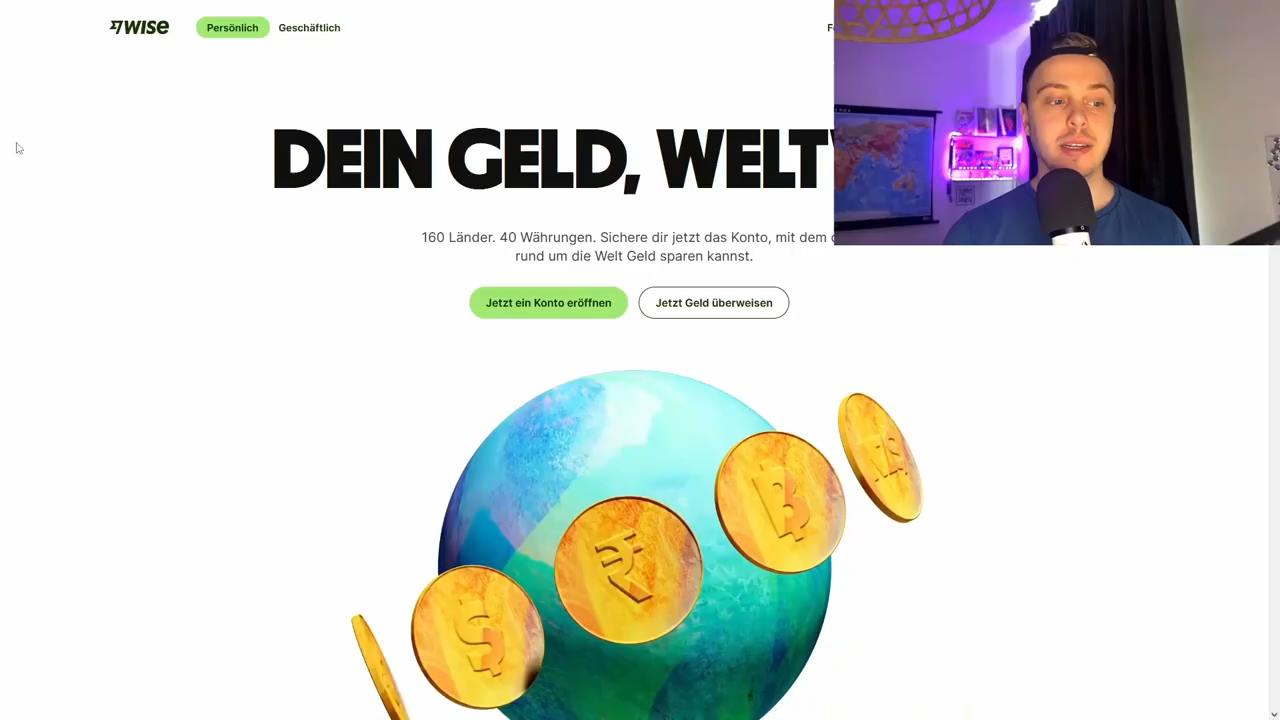 WISE
Persönlich
Geschäftlich
DEIN GELD, WELT
160 Länder. 40 Währungen. Sichere dir jetzt das Konto, mit dem
rund um die Welt Geld sparen kannst.
Jetzt ein Konto eröffnen
Jetzt Geld überweisen